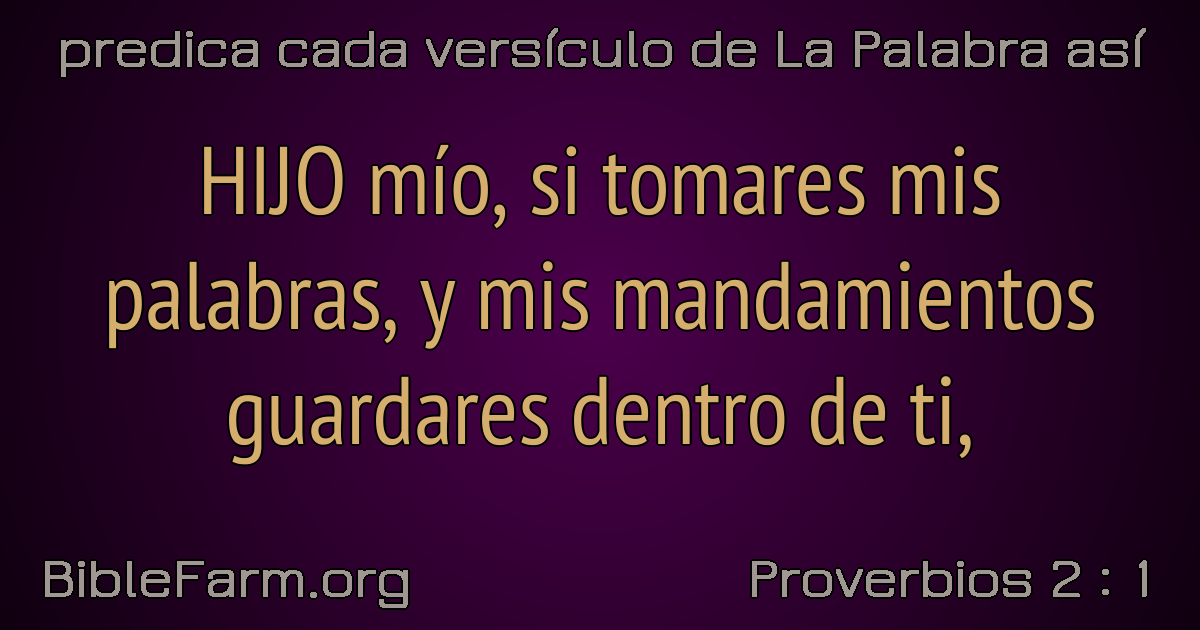 predica cada versículo de La Palabra así
HIJO mío, si tomares mis
palabras, y mis mandamientos
guardares dentro de ti,
BibleFarm.org
Proverbios 2 : 1